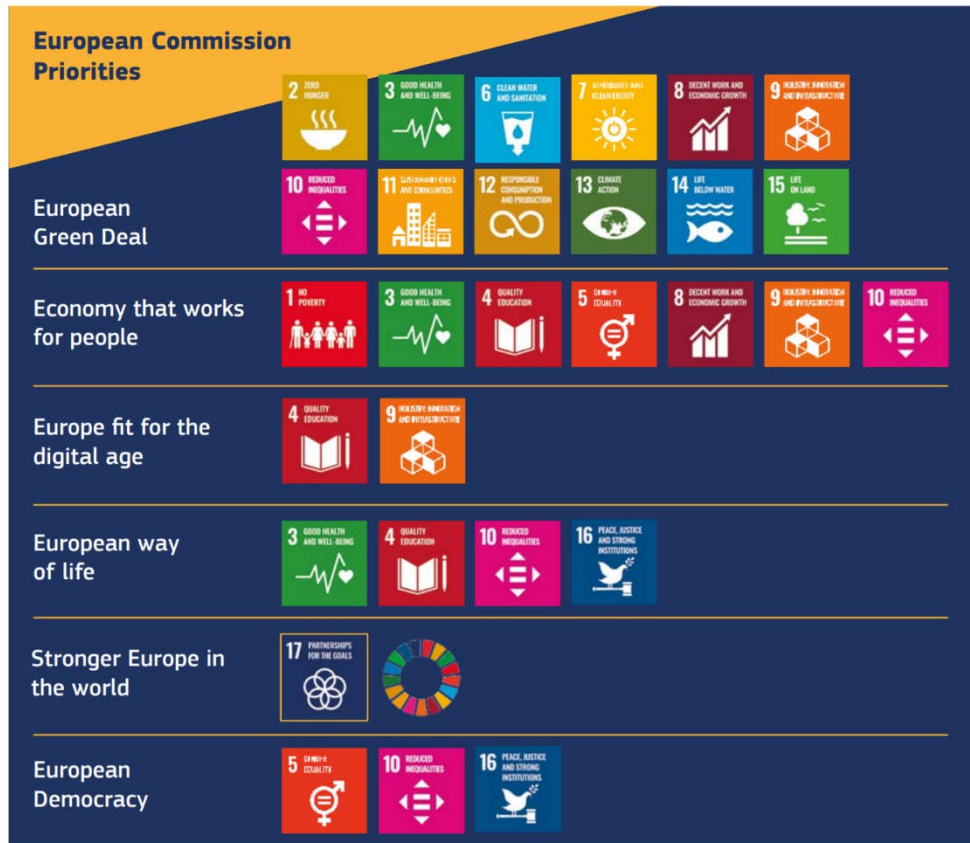 European Commission
Priorities
2 ZERO
HUNGER
3 GOOD HEALTH
AND WELL-BEING
6 CLEAN WATER
AND SANITATION
7 AFFORDABLE AND
CLEAN ENERGY
8 DECENT WORK AND
ECONOMIC GROWTH
9 INDUSTRY, INNOVATION
AND INFRASTRUCTURE
European
Green Deal
10 REDUCED
INEQUALITIES
11 SUSTAINABLE CITIES
AND COMMUNITIES
12 RESPONSIBLE
CONSUMPTION
AND PRODUCTION
13 CLIMATE
ACTION
14 LIFE
BELOW WATER
15 LIFE
ON LAND
Economy that works
for people
1 NO
POVERTY
3 GOOD HEALTH
AND WELL-BEING
4 QUALITY
EDUCATION
5 GENDER
EQUALITY
8 DECENT WORK AND
ECONOMIC GROWTH
9 INDUSTRY, INNOVATION
AND INFRASTRUCTURE
10 REDUCED
INEQUALITIES
Europe fit for the
digital age
4 QUALITY
EDUCATION
9 INDUSTRY, INNOVATION
AND INFRASTRUCTURE
European way
of life
3 GOOD HEALTH
AND WELL-BEING
4 QUALITY
EDUCATION
10 REDUCED
INEQUALITIES
16 PEACE, JUSTICE
AND STRONG
INSTITUTIONS
Stronger Europe in
the world
17 PARTNERSHIPS
FOR THE GOALS
European
Democracy
5 GENDER
EQUALITY
10 REDUCED
INEQUALITIES
16 PEACE, JUSTICE
AND STRONG
INSTITUTIONS